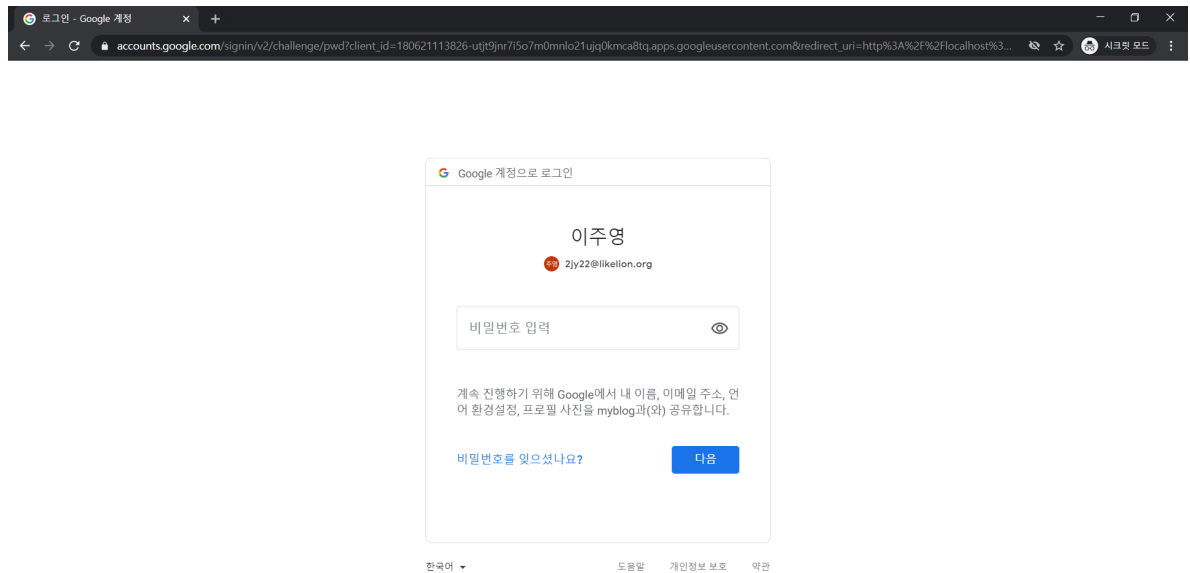 로그인 - Google 계정
accounts.google.com/signin/v2/challenge/pwd?client_id=180621113826-utjt9jnr7i5o7m0mnlo21ujq0kmca8tq.apps.googleusercontent.com&redirect_uri=http%3A%2F%2Flocalhost%3... 시크릿 모드
G Google 계정으로 로그인
이주영
주영 2jy22@likelion.org
비밀번호 입력
계속 진행하기 위해 Google에서 내 이름, 이메일 주소, 언
어 환경설정, 프로필 사진을 myblog과(와) 공유합니다.
비밀번호를 잊으셨나요? 다음
한국어 도움말 개인정보 보호 약관